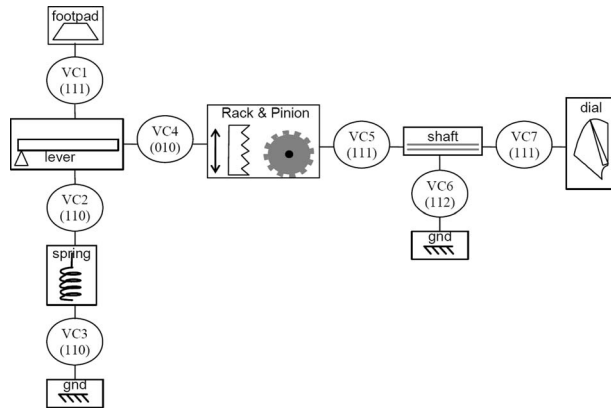 footpad
VC1
(111)
lever
VC4
(010)
Rack & Pinion
VC5
(111)
shaft
VC7
(111)
dial
VC2
(110)
VC6
(112)
gnd
spring
VC3
(110)
gnd